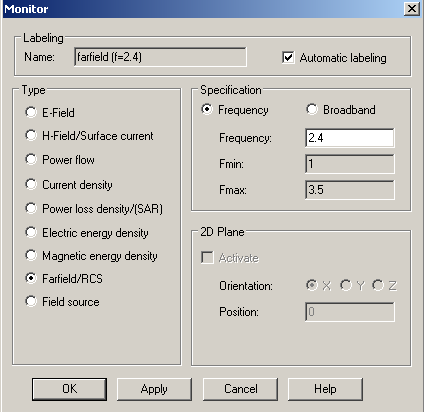 Monitor
Labeling
Name: farfield (f=2.4) Automatic labeling
Type
E-Field
H-Field/Surface current
Power flow
Current density
Power loss density/(SAR)
Electric energy density
Magnetic energy density
Farfield/RCS
Field source
Specification
Frequency Broadband
Frequency: 2.4
Fmin: 1
Fmax: 3.5
2D Plane
Activate
Orientation: X Y Z
Position: 0
OK Apply Cancel Help